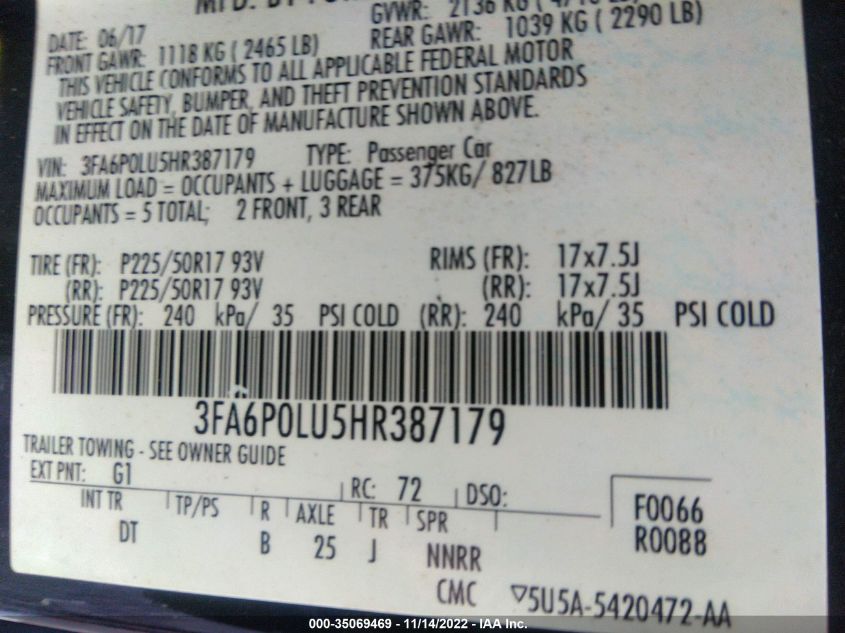 MFD. BY
DATE: 06/17 GVWR: 2136 KG
FRONT GAWR: 1118 KG ( 2465 LB) REAR GAWR: 1039 KG ( 2290 LB)
THIS VEHICLE CONFORMS TO ALL APPLICABLE FEDERAL MOTOR
VEHICLE SAFETY, BUMPER, AND THEFT PREVENTION STANDARDS
IN EFFECT ON THE DATE OF MANUFACTURE SHOWN ABOVE.
VIN: 3FA6P0LU5HR387179 TYPE: Passenger Car
MAXIMUM LOAD = OCCUPANTS + LUGGAGE = 375KG/ 827LB
OCCUPANTS = 5 TOTAL; 2 FRONT, 3 REAR
TIRE (FR): P225/50R17 93V RIMS (FR): 17x7.5J
(RR): P225/50R17 93V (RR): 17x7.5J
PRESSURE (FR): 240 kPa/ 35 PSI COLD (RR): 240 kPa/ 35 PSI COLD
3FA6P0LU5HR387179
TRAILER TOWING - SEE OWNER GUIDE
EXT PNT: G1 RC: 72 DSO:
INT TR TP/PS R AXLE TR SPR F0066
DT B 25 J NNRR R0088
CMC ▽5U5A-5420472-AA
000-35069469 - 11/14/2022 - IAA Inc.